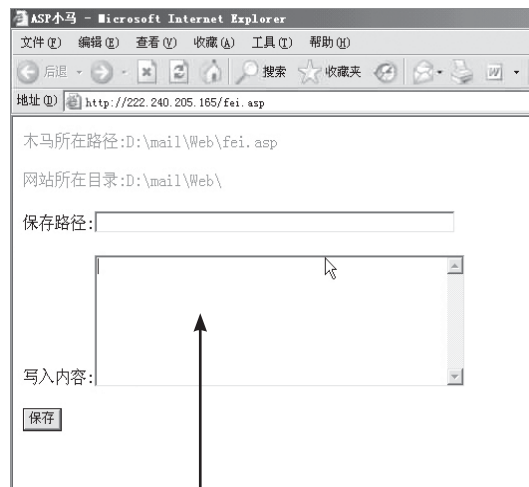 ASP小马 - Microsoft Internet Explorer
文件(F) 编辑(E) 查看(V) 收藏(A) 工具(T) 帮助(H)
后退 搜索 收藏夹
地址(D) http://222.240.205.165/fei.asp
木马所在路径:D:\mail\Web\fei.asp
网站所在目录:D:\mail\Web\
保存路径:
写入内容:
保存